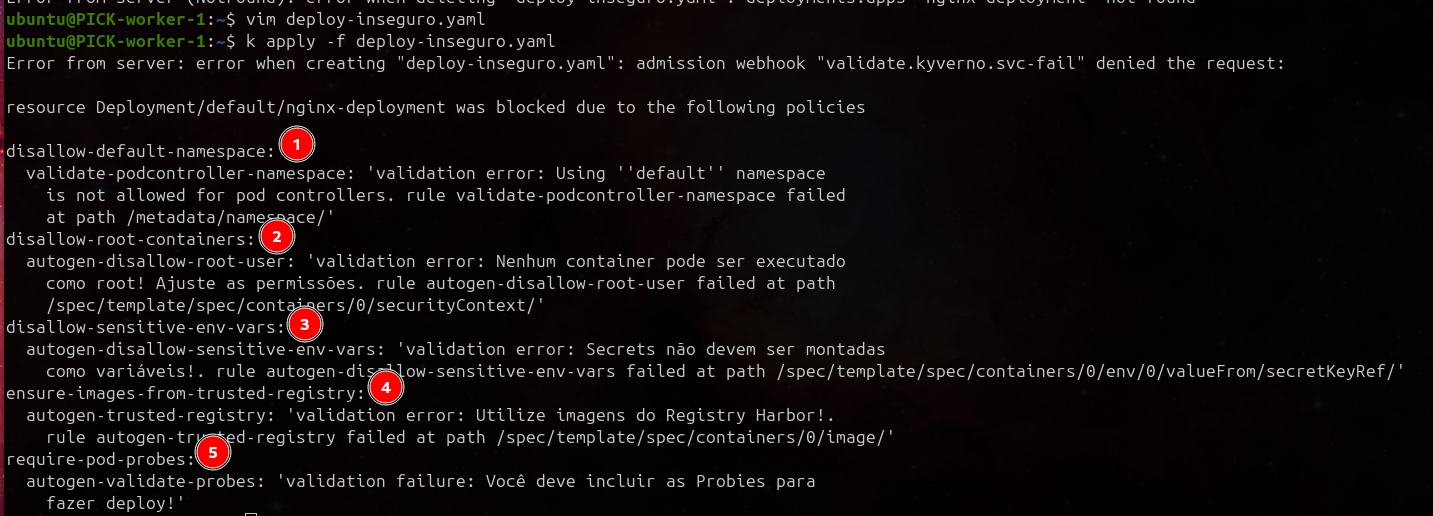 Error from server (NotFound): error when deleting "deploy-inseguro.yaml": deployments.apps "nginx-deployment" not found
ubuntu@PICK-worker-1:~$ vim deploy-inseguro.yaml
ubuntu@PICK-worker-1:~$ k apply -f deploy-inseguro.yaml
Error from server: error when creating "deploy-inseguro.yaml": admission webhook "validate.kyverno.svc-fail" denied the request:
resource Deployment/default/nginx-deployment was blocked due to the following policies
disallow-default-namespace: 1
validate-podcontroller-namespace: 'validation error: Using ''default'' namespace
is not allowed for pod controllers. rule validate-podcontroller-namespace failed
at path /metadata/namespace/'
disallow-root-containers: 2
autogen-disallow-root-user: 'validation error: Nenhum container pode ser executado
como root! Ajuste as permissões. rule autogen-disallow-root-user failed at path
/spec/template/spec/containers/0/securityContext/'
disallow-sensitive-env-vars: 3
autogen-disallow-sensitive-env-vars: 'validation error: Secrets não devem ser montadas
como variáveis!. rule autogen-disallow-sensitive-env-vars failed at path /spec/template/spec/containers/0/env/0/valueFrom/secretKeyRef/'
ensure-images-from-trusted-registry: 4
autogen-trusted-registry: 'validation error: Utilize imagens do Registry Harbor!.
rule autogen-trusted-registry failed at path /spec/template/spec/containers/0/image/'
require-pod-probes: 5
autogen-validate-probes: 'validation failure: Você deve incluir as Probies para
fazer deploy!'